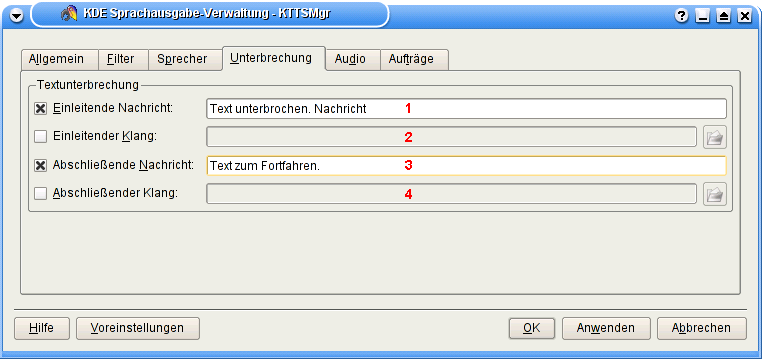 KDE Sprachausgabe-Verwaltung - KTTSMgr ?
Allgemein Filter Sprecher Unterbrechung Audio Aufträge
Textunterbrechung
Einleitende Nachricht: Text unterbrochen. Nachricht 1
Einleitender Klang: 2
Abschließende Nachricht: Text zum Fortfahren. 3
Abschließender Klang: 4
Hilfe Voreinstellungen OK Anwenden Abbrechen